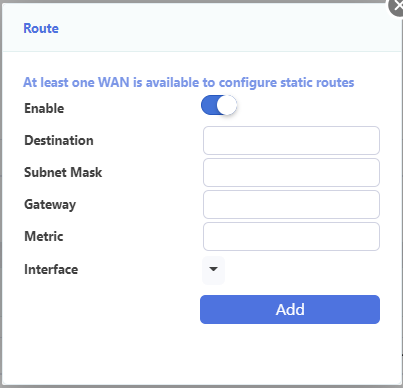 Route
At least one WAN is available to configure static routes
Enable
Destination
Subnet Mask
Gateway
Metric
Interface
Add